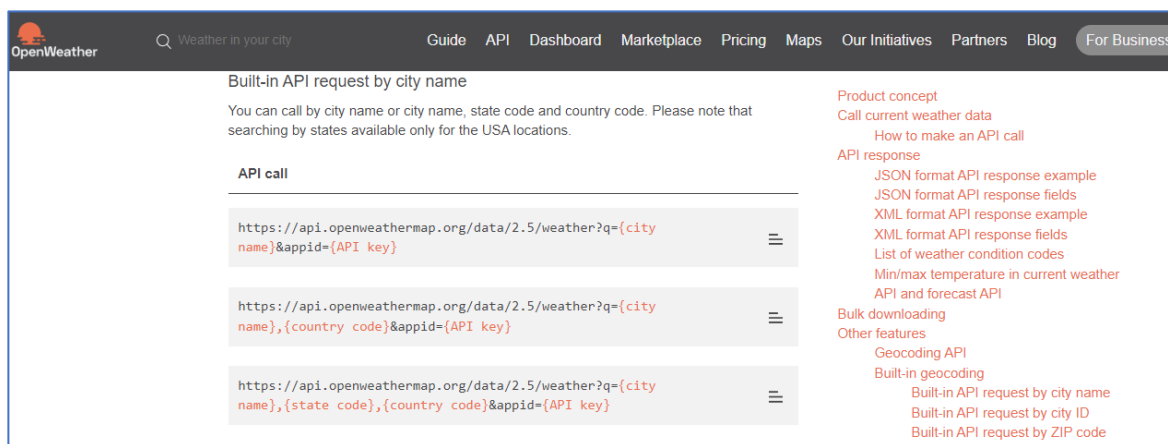 OpenWeather
Weather in your city
Guide API Dashboard Marketplace Pricing Maps Our Initiatives Partners Blog For Business
Built-in API request by city name
You can call by city name or city name, state code and country code. Please note that
searching by states available only for the USA locations.
API call
https://api.openweathermap.org/data/2.5/weather?q={city
name}&appid={API key}
https://api.openweathermap.org/data/2.5/weather?q={city
name},{country code}&appid={API key}
https://api.openweathermap.org/data/2.5/weather?q={city
name},{state code},{country code}&appid={API key}
Product concept
Call current weather data
How to make an API call
API response
JSON format API response example
JSON format API response fields
XML format API response example
XML format API response fields
List of weather condition codes
Min/max temperature in current weather
API and forecast API
Bulk downloading
Other features
Geocoding API
Built-in geocoding
Built-in API request by city name
Built-in API request by city ID
Built-in API request by ZIP code